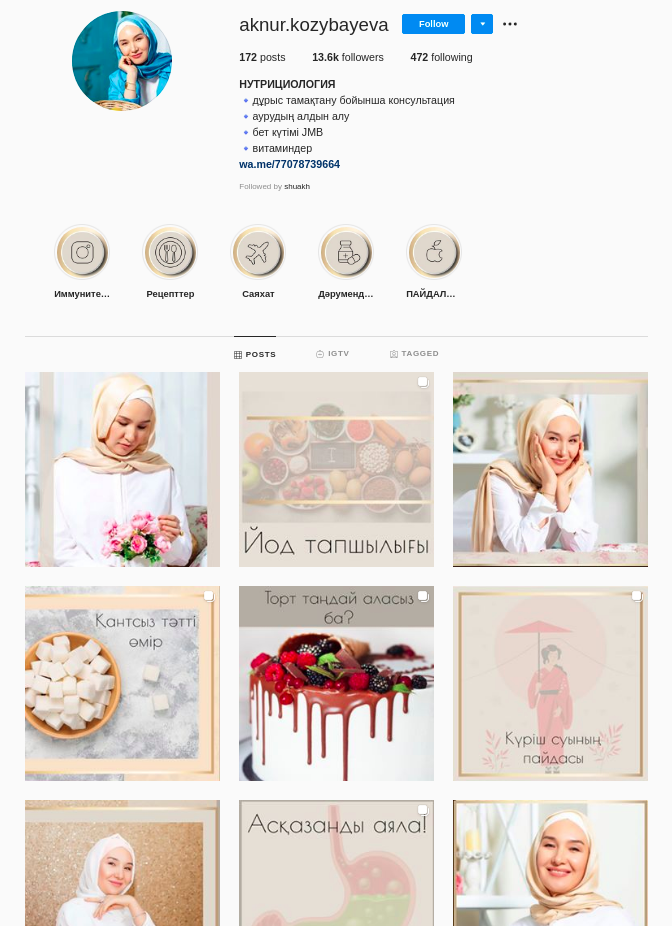 aknur.kozybayeva Follow
172 posts 13.6k followers 472 following
НУТРИЦИОЛОГИЯ
дұрыс тамақтану бойынша консультация
аурудың алдын алу
бет күтімі JMB
витаминдер
wa.me/77078739664
Followed by shuakh
Иммуните... Рецепттер Саяхат Дәруменд... ПАЙДАЛ...
POSTS IGTV TAGGED
Йод тапшылығы
Қантсыз тәтті
өмір
Торт таңдай аласыз
ба?
Күріш суының
пайдасы
Асқазанды аяла!